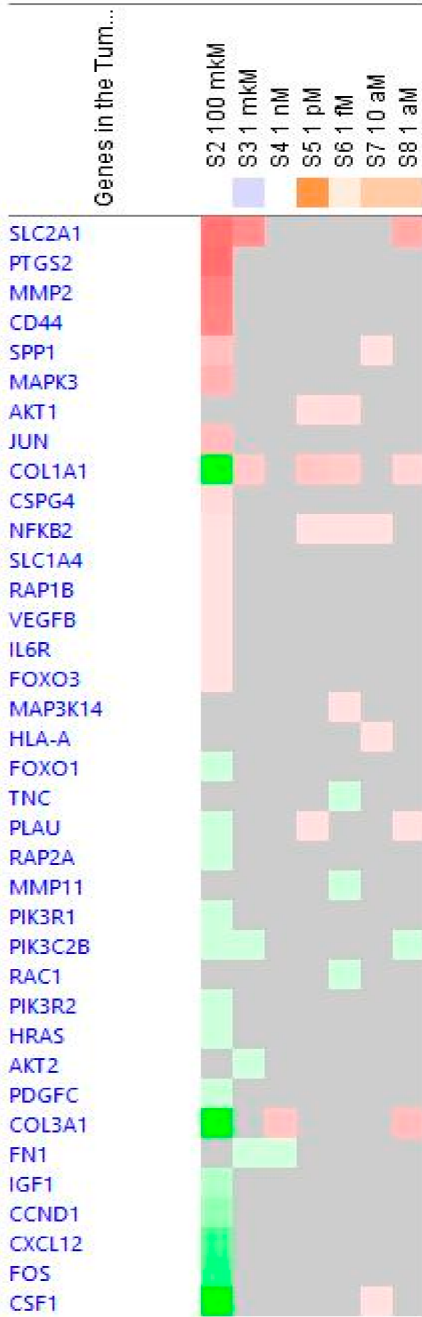 Genes in the Tum...
S2 100 mkM
S3 1 mkM
S4 1 nM
S5 1 pM
S6 1 fM
S7 10 aM
S8 1 aM
SLC2A1
PTGS2
MMP2
CD44
SPP1
MAPK3
AKT1
JUN
COL1A1
CSPG4
NFKB2
SLC1A4
RAP1B
VEGFB
IL6R
FOXO3
MAP3K14
HLA-A
FOXO1
TNC
PLAU
RAP2A
MMP11
PIK3R1
PIK3C2B
RAC1
PIK3R2
HRAS
AKT2
PDGFC
COL3A1
FN1
IGF1
CCND1
CXCL12
FOS
CSF1